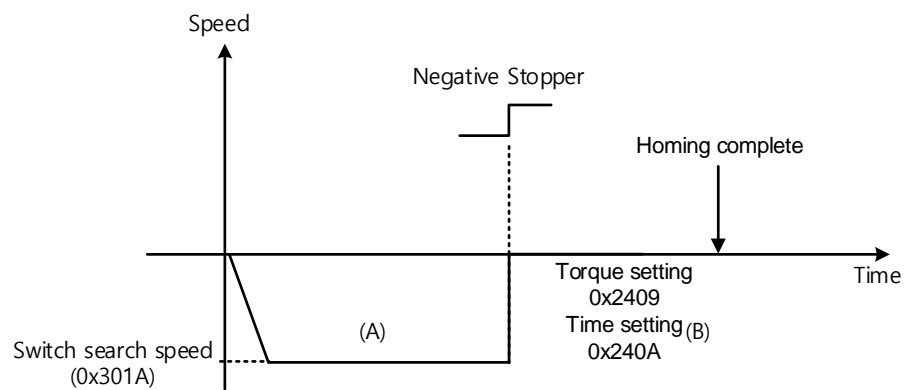 Speed
Negative Stopper
Homing complete
Time
Torque setting
0x2409
(A)
Time setting (B)
0x240A
Switch search speed
(0x301A)